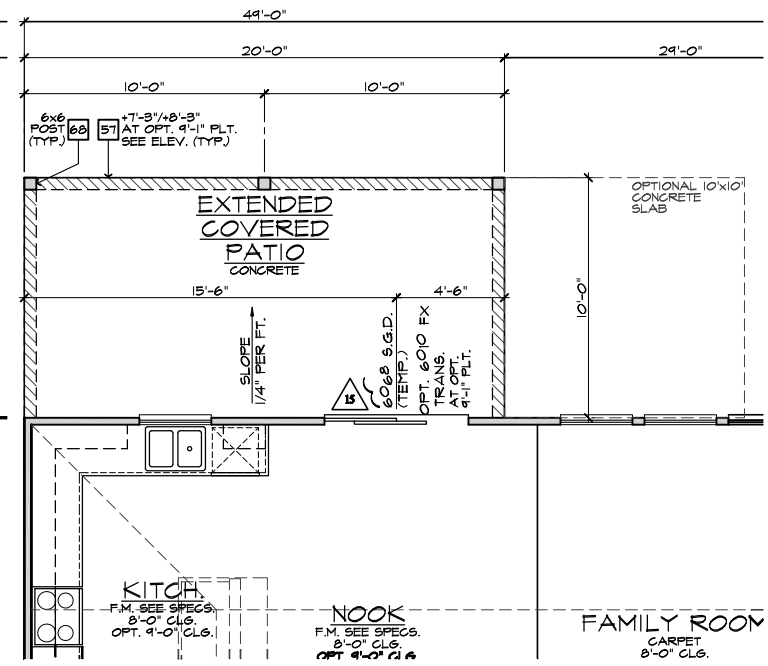 49'-0"
20'-0"
29'-0"
10'-0"
10'-0"
6x6
POST
(TYP.)
68
57
+7'-3"/+8'-3"
AT OPT. 9'-1" PLT.
SEE ELEV. (TYP.)
EXTENDED
COVERED
PATIO
CONCRETE
OPTIONAL 10'x10'
CONCRETE
SLAB
15'-6"
4'-6"
10'-0"
SLOPE
1/4" PER FT.
15
6068 S.G.D.
(TEMP.)
OPT. 6010 FX
TRANS.
AT OPT.
9'-1" PLT.
KITCH.
F.M. SEE SPECS.
8'-0" CLG.
OPT. 9'-0" CLG.
NOOK
F.M. SEE SPECS.
8'-0" CLG.
OPT 9'-0" CLG
FAMILY ROOM
CARPET
8'-0" CLG.